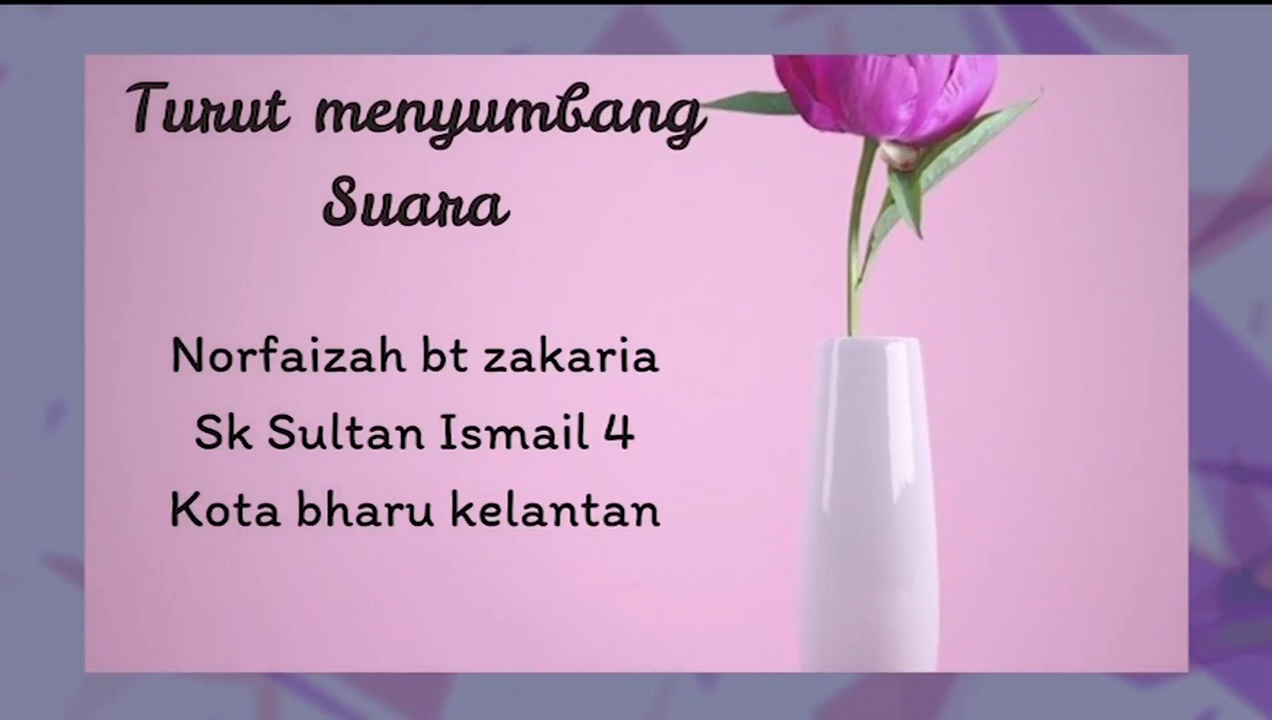 Turut menyumbang
Suara
Norfaizah bt zakaria
Sk Sultan Ismail 4
Kota bharu kelantan